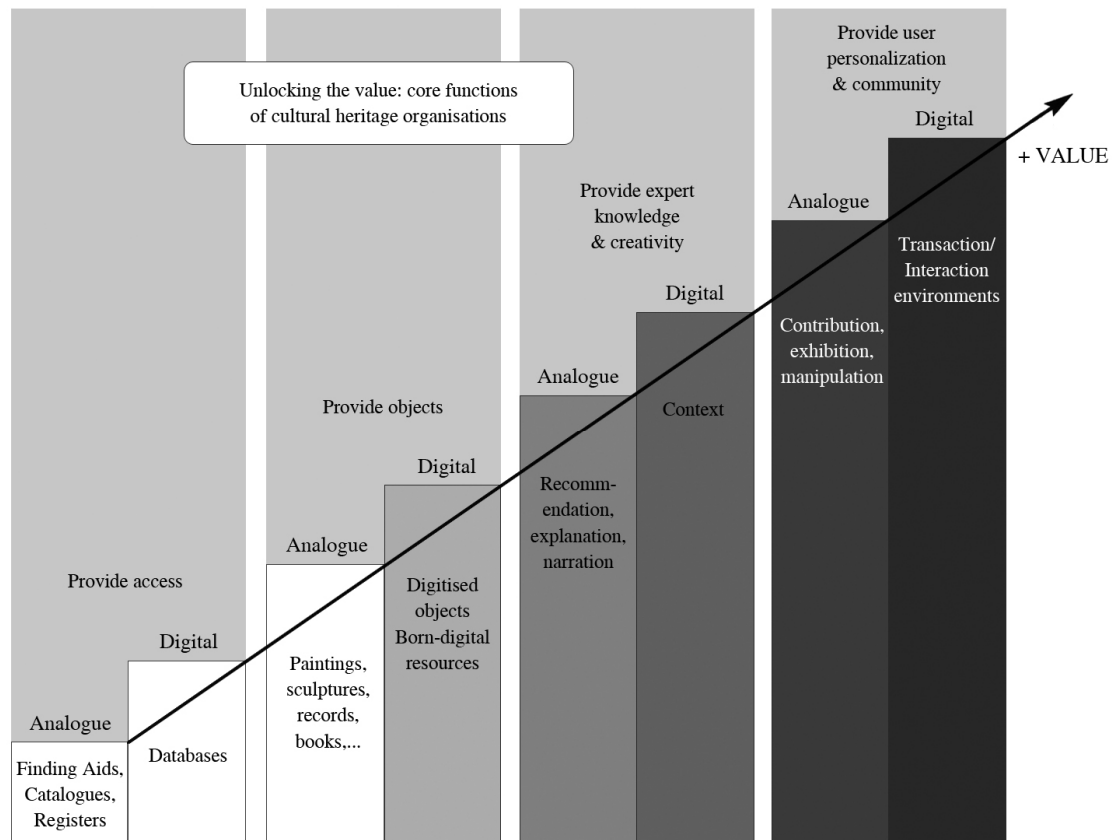 Unlocking the value: core functions
of cultural heritage organisations
Provide access
Analogue
Finding Aids,
Catalogues,
Registers
Digital
Databases
Provide objects
Analogue
Paintings,
sculptures,
records,
books,...
Digital
Digitised
objects
Born-digital
resources
Provide expert
knowledge
& creativity
Analogue
Recomm-
endation,
explanation,
narration
Digital
Context
Provide user
personalization
& community
Analogue
Contribution,
exhibition,
manipulation
Digital
Transaction/
Interaction
environments
+ VALUE